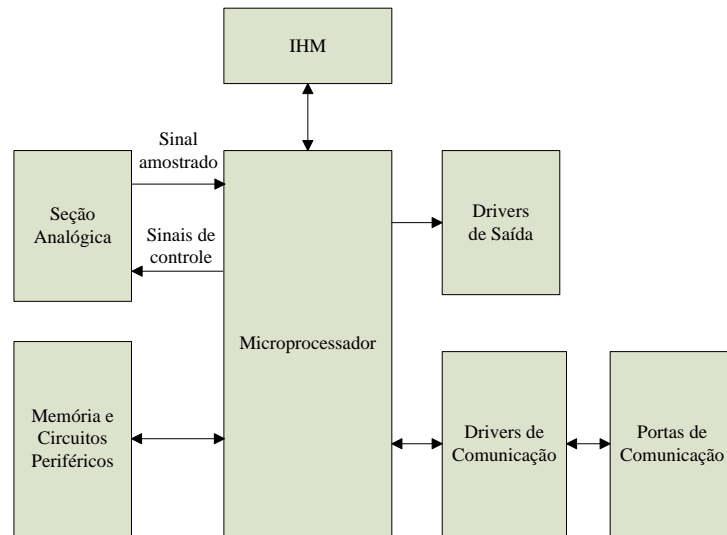 IHM
Sinal
amostrado
Seção
Analógica
Sinais de
controle
Drivers
de Saída
Microprocessador
Memória e
Circuitos
Periféricos
Drivers de
Comunicação
Portas de
Comunicação